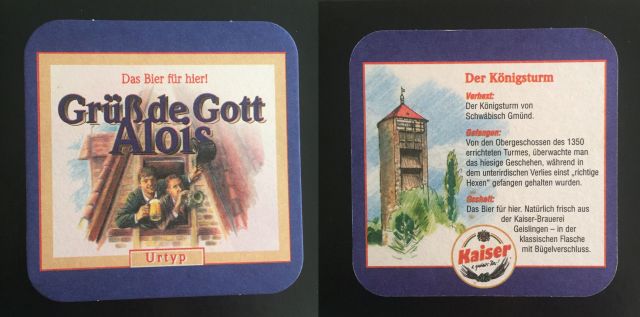 Das Bier für hier!
Grüß de Gott
Alois
Urtyp
Der Königsturm
Verhext:
Der Königsturm von
Schwäbisch Gmünd.
Gefangen:
Von den Obergeschossen des 1350
errichteten Turmes, überwachte man
das hiesige Geschehen, während in
dem unterirdischen Verlies einst „richtige
Hexen" gefangen gehalten wurden.
Geshoft:
Das Bier für hier. Natürlich frisch aus
der Kaiser-Brauerei
Geislingen – in der
klassischen Flasche
mit Bügelverschluss.
Kaiser